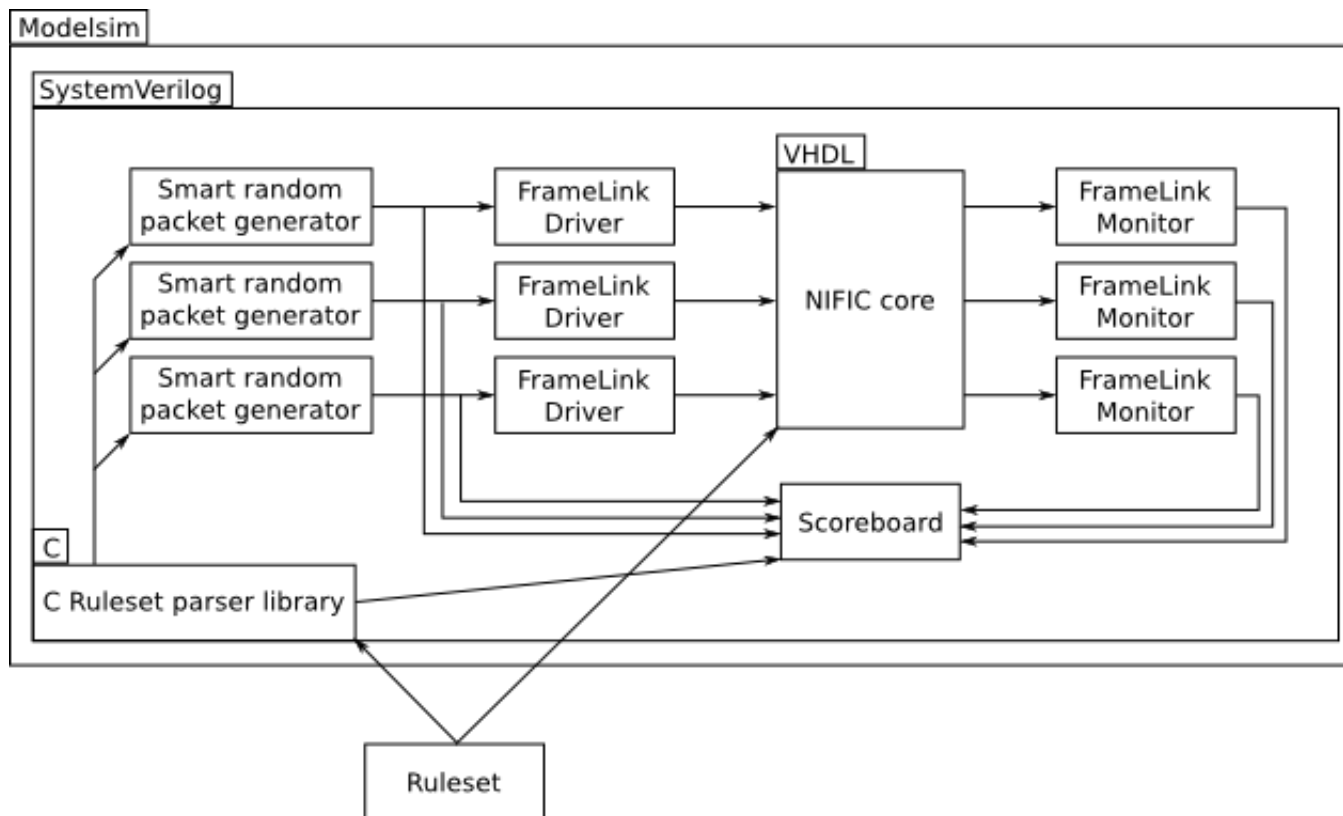 Modelsim
SystemVerilog
VHDL
Smart random
packet generator
FrameLink
Driver
FrameLink
Monitor
Smart random
packet generator
FrameLink
Driver
NIFIC core
FrameLink
Monitor
Smart random
packet generator
FrameLink
Driver
FrameLink
Monitor
Scoreboard
C
C Ruleset parser library
Ruleset